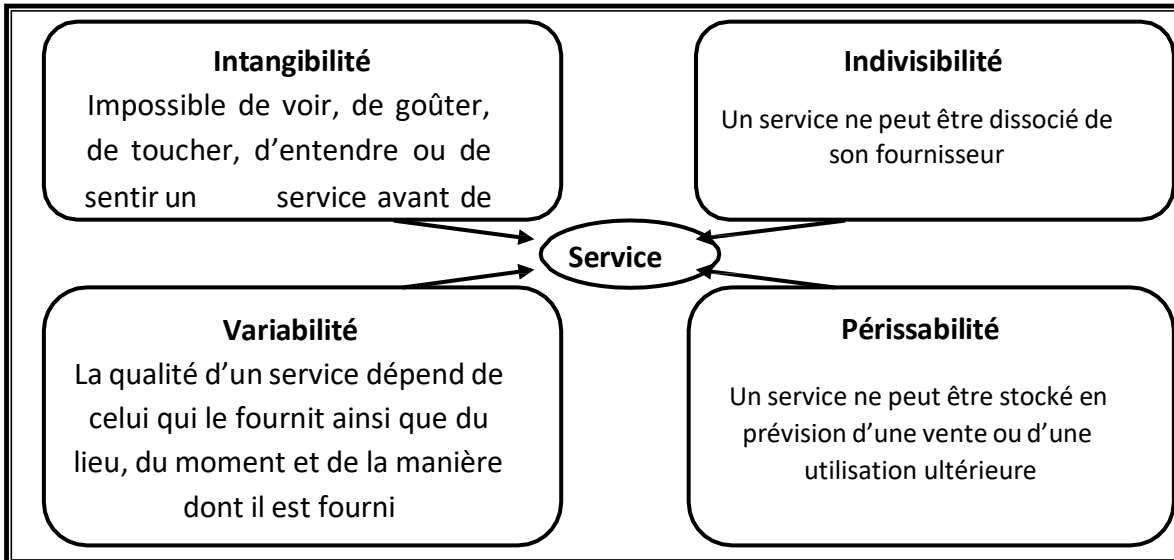 Intangibilité
Impossible de voir, de goûter,
de toucher, d’entendre ou de
sentir un service avant de
Indivisibilité
Un service ne peut être dissocié de
son fournisseur
Service
Variabilité
La qualité d’un service dépend de
celui qui le fournit ainsi que du
lieu, du moment et de la manière
dont il est fourni
Périssabilité
Un service ne peut être stocké en
prévision d’une vente ou d’une
utilisation ultérieure